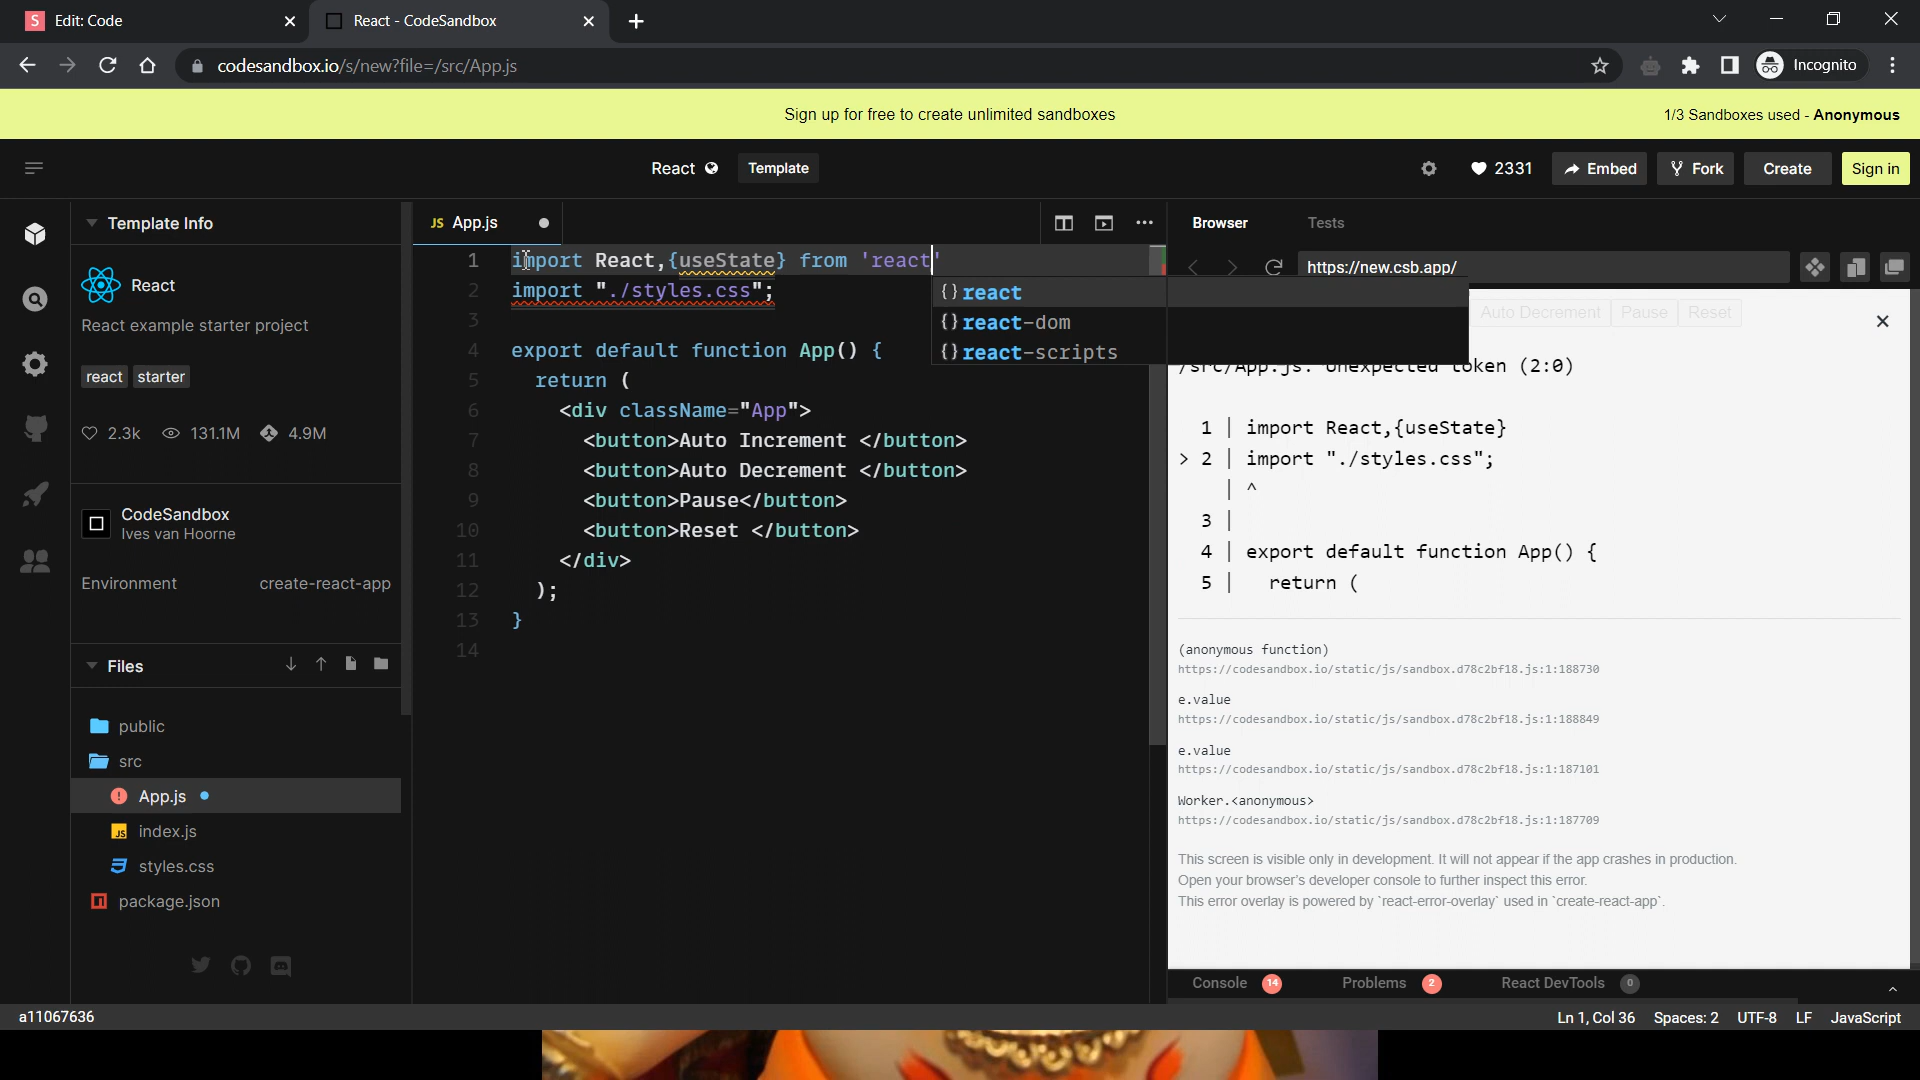 S Edit: Code
React - CodeSandbox
codesandbox.io/s/new?file=/src/App.js
Incognito
Sign up for free to create unlimited sandboxes
1/3 Sandboxes used - Anonymous
React
Template
2331
Embed
Fork
Create
Sign in
Template Info
React
React example starter project
react
starter
2.3k
131.1M
4.9M
CodeSandbox
Ives van Hoorne
Environment
create-react-app
Files
public
src
App.js
JS index.js
styles.css
package.json
JS App.js
1 import React,{useState} from 'react'
2 import "./styles.css";
3
4 export default function App() {
5 return (
6 <div className="App">
7 <button>Auto Increment </button>
8 <button>Auto Decrement </button>
9 <button>Pause</button>
10 <button>Reset </button>
11 </div>
12 );
13 }
14
{} react
{} react-dom
{} react-scripts
Browser
Tests
https://new.csb.app/
Auto Decrement
Pause
Reset
/src/App.js: Unexpected token (2:0)
1 | import React,{useState}
> 2 | import "./styles.css";
| ^
3 |
4 | export default function App() {
5 | return (
(anonymous function)
https://codesandbox.io/static/js/sandbox.d78c2bf18.js:1:188730
e.value
https://codesandbox.io/static/js/sandbox.d78c2bf18.js:1:188849
e.value
https://codesandbox.io/static/js/sandbox.d78c2bf18.js:1:187101
Worker.<anonymous>
https://codesandbox.io/static/js/sandbox.d78c2bf18.js:1:187709
This screen is visible only in development. It will not appear if the app crashes in production.
Open your browser's developer console to further inspect this error.
This error overlay is powered by `react-error-overlay` used in `create-react-app`.
Console 14
Problems 2
React DevTools 0
a11067636
Ln 1, Col 36
Spaces: 2
UTF-8
LF
JavaScript